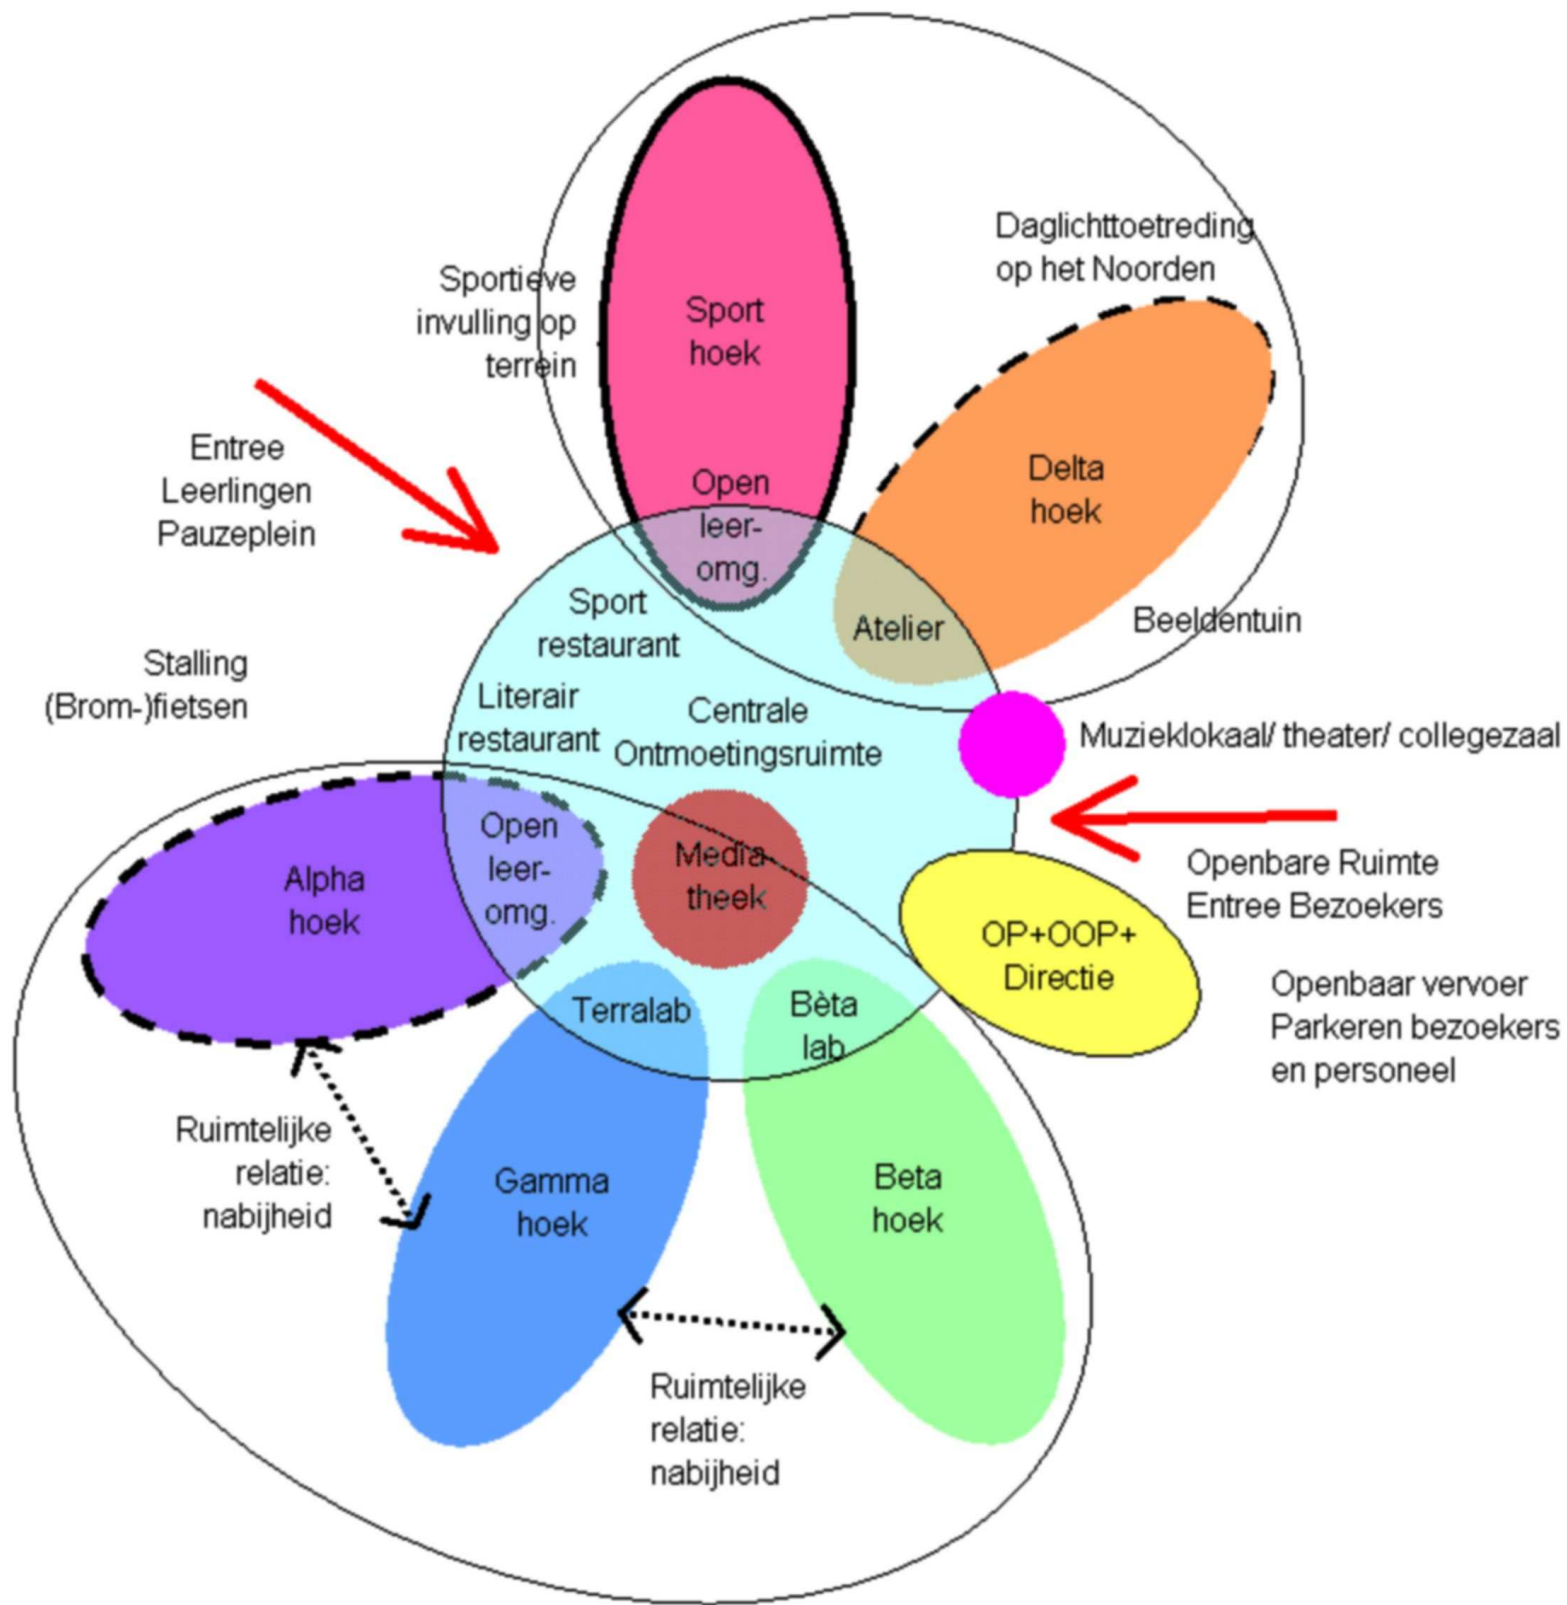 Daglichttoetreding
op het Noorden
Sportieve
invulling op
terrein
Sport
hoek
Entree
Leerlingen
Pauzeplein
Delta
hoek
Open
leer-
omg.
Sport
restaurant
Atelier
Beeldentuin
Stalling
(Brom-)fietsen
Literair
restaurant
Centrale
Ontmoetingsruimte
Muzieklokaal/ theater/ collegezaal
Open
leer-
omg.
Media-
theek
Alpha
hoek
Openbare Ruimte
Entree Bezoekers
OP+OOP+
Directie
Openbaar vervoer
Parkeren bezoekers
en personeel
Terralab
Bèta
lab
Ruimtelijke
relatie:
nabijheid
Gamma
hoek
Beta
hoek
Ruimtelijke
relatie:
nabijheid